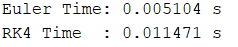 Euler Time: 0.005104 s
RK4 Time  : 0.011471 s